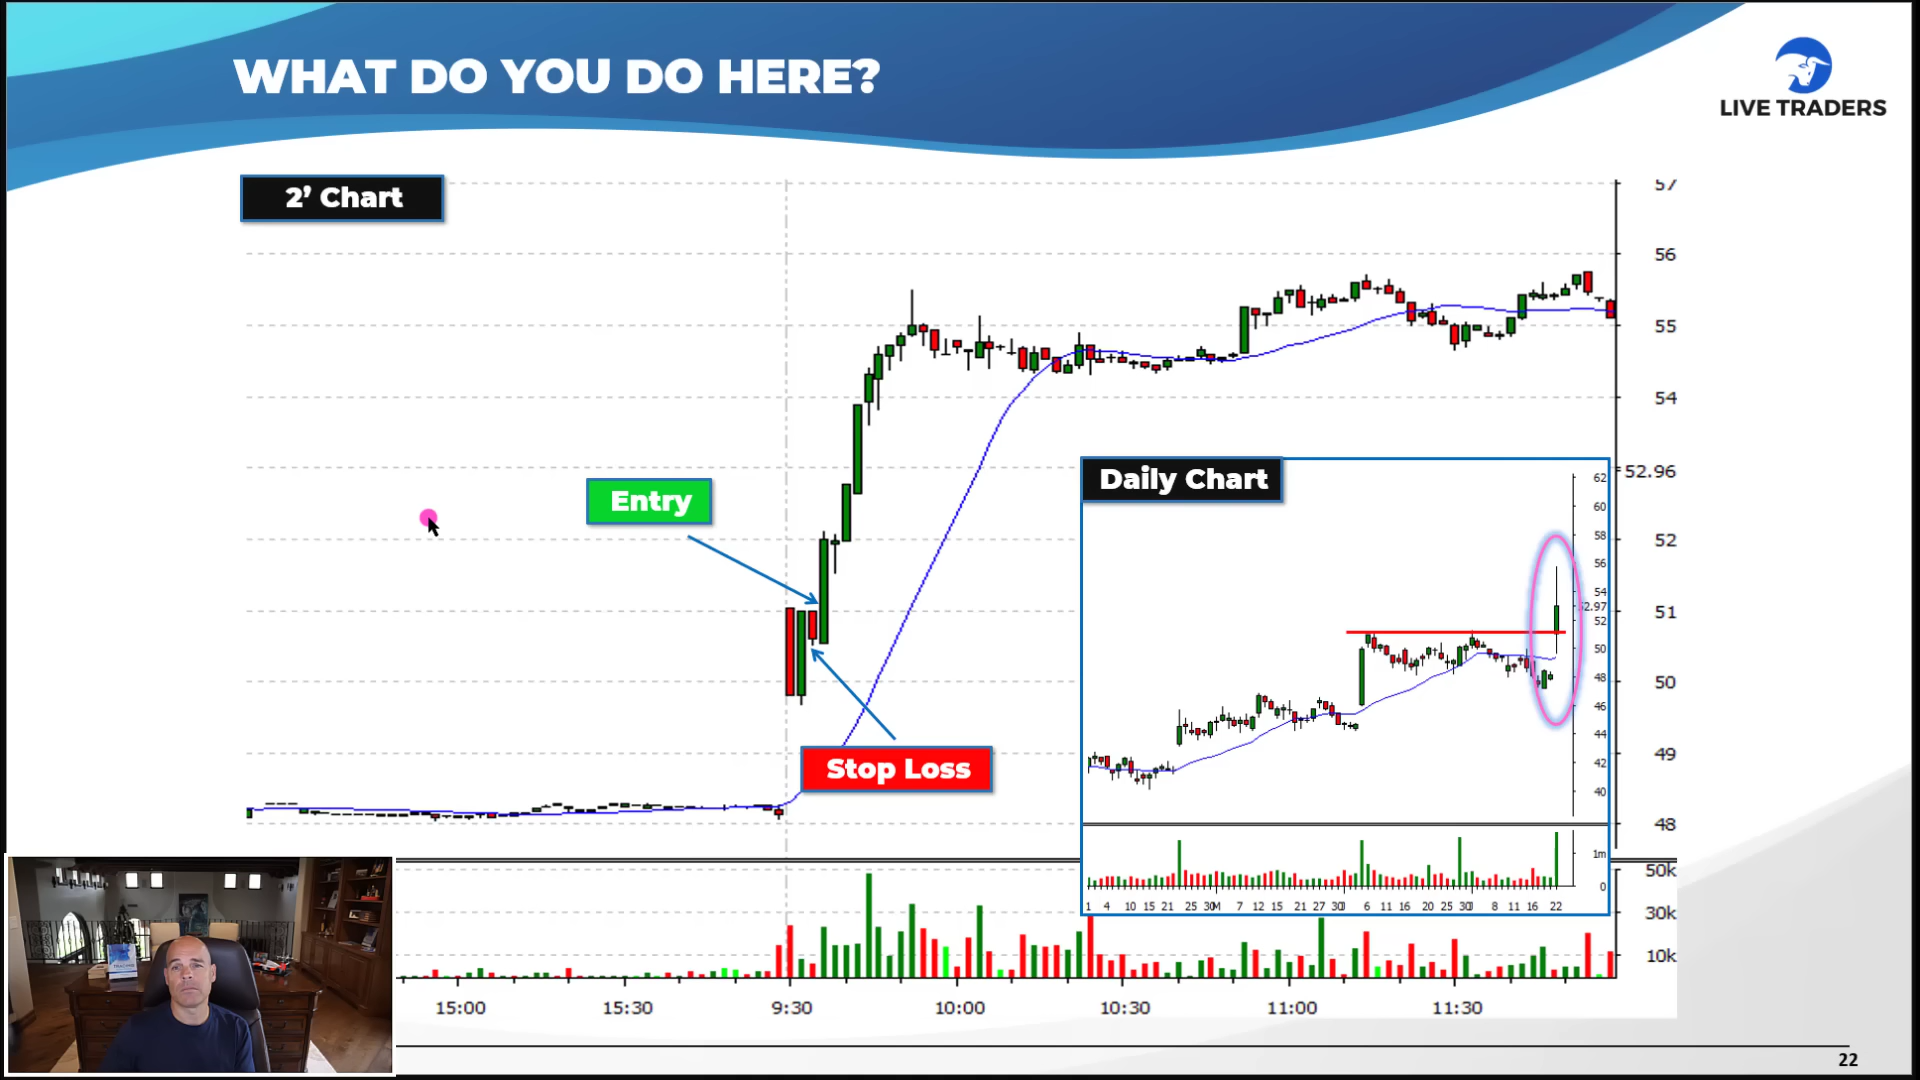 WHAT DO YOU DO HERE?
LIVE TRADERS
2’ Chart
57
56
55
54
52.96
52
51
50
49
48
Entry
Stop Loss
Daily Chart
62
60
58
56
54
52
50
48
46
44
42
40
1m
0
1 4 10 15 21 25 30 7 12 15 21 27 30 6 11 16 20 25 30 8 11 16 22
50k
30k
10k
15:00 15:30 9:30 10:00 10:30 11:00 11:30
22